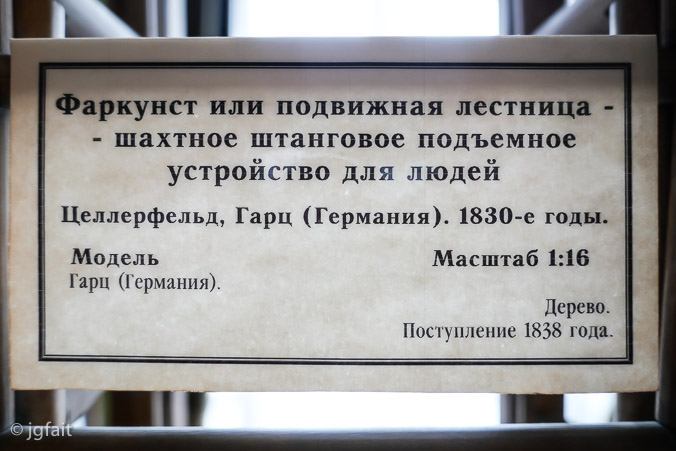 Фаркунст или подвижная лестница -
- шахтное штанговое подъемное
устройство для людей
Целлерфельд, Гарц (Германия). 1830-е годы.
Модель
Масштаб 1:16
Гарц (Германия).
Дерево.
Поступление 1838 года.
© jgfait